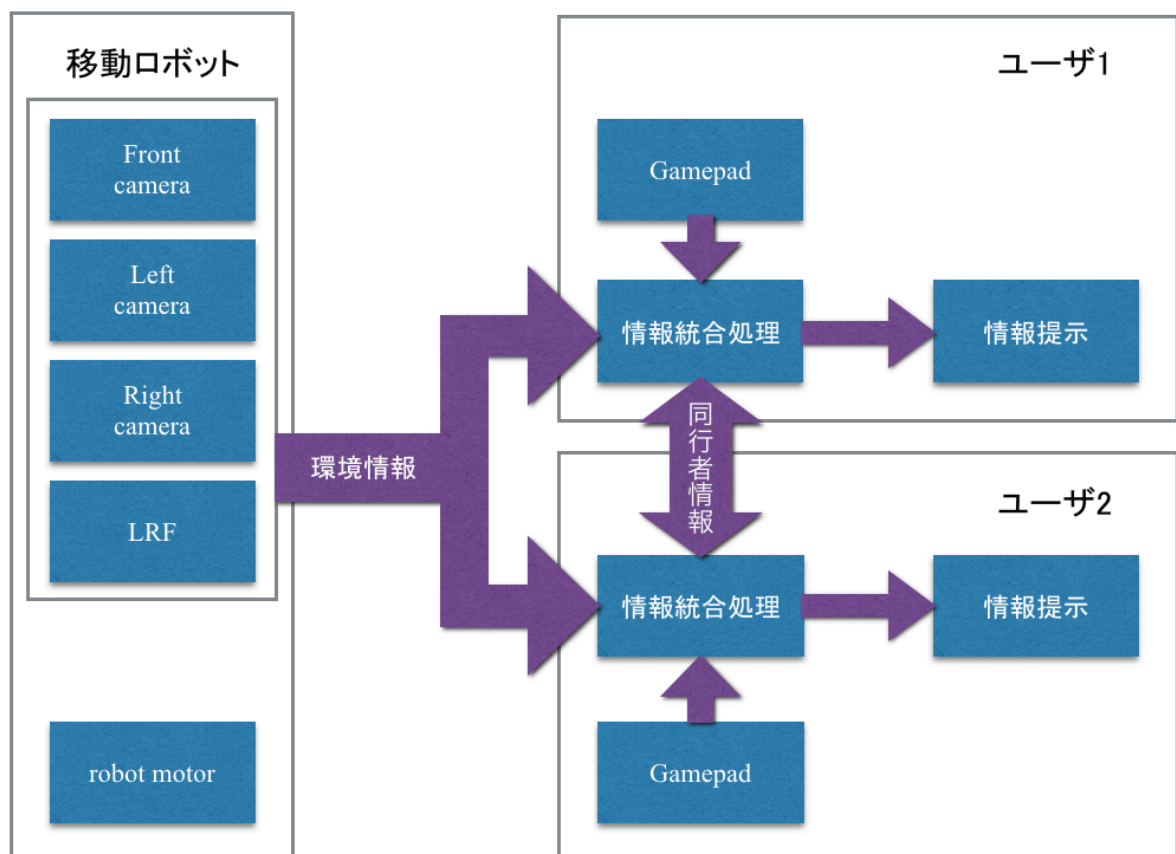 移動ロボット
Front
camera
Left
camera
Right
camera
LRF
robot motor
環境情報
ユーザ1
Gamepad
情報統合処理
情報提示
同行者情報
ユーザ2
情報統合処理
情報提示
Gamepad